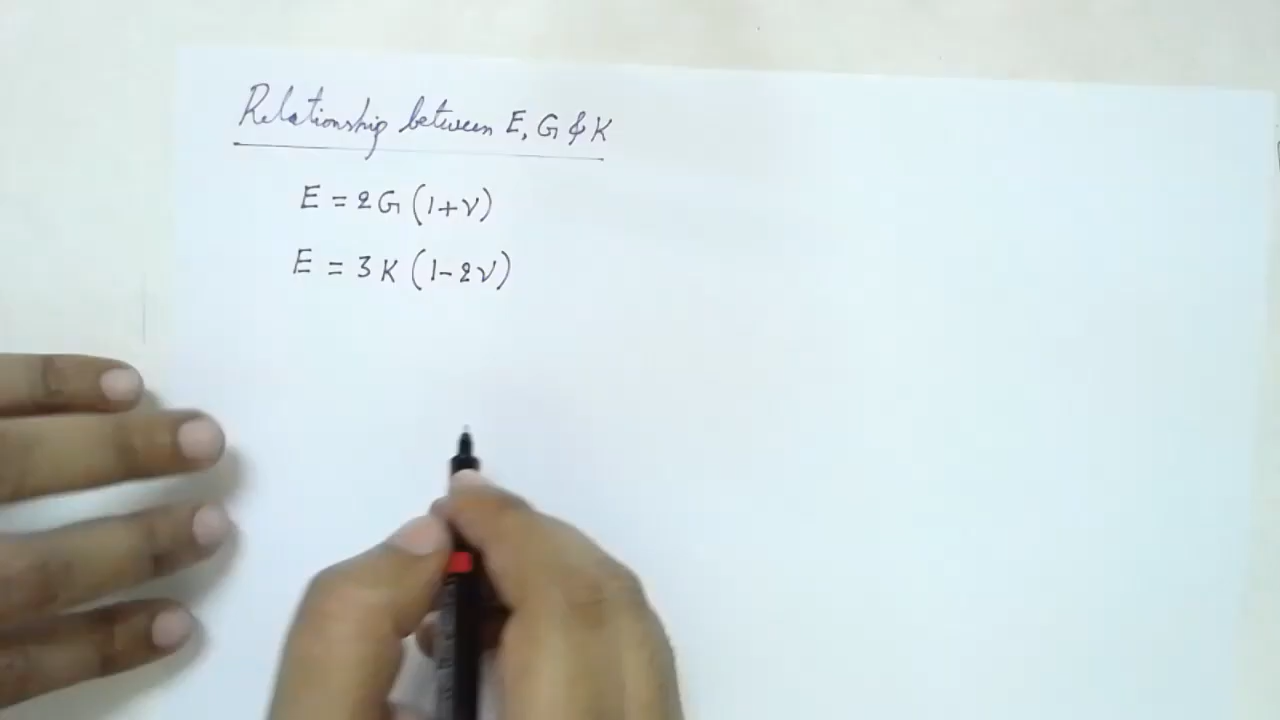 Relationship between E, G & K
E = 2G (1+ν)
E = 3K (1-2ν)